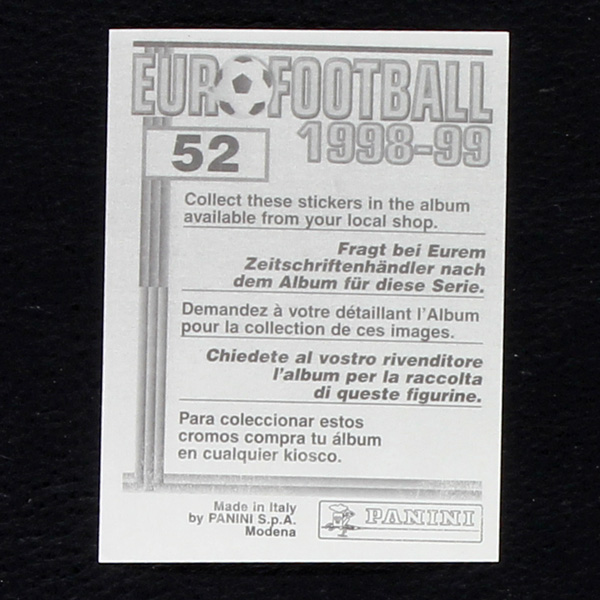 EUROFOOTBALL
1998-99
52
Collect these stickers in the album
available from your local shop.
Fragt bei Eurem
Zeitschriftenhändler nach
dem Album für diese Serie.
Demandez à votre détaillant l'Album
pour la collection de ces images.
Chiedete al vostro rivenditore
l'album per la raccolta
di queste figurine.
Para coleccionar estos
cromos compra tu álbum
en cualquier kiosco.
Made in Italy
by PANINI S.p.A.
Modena
PANINI